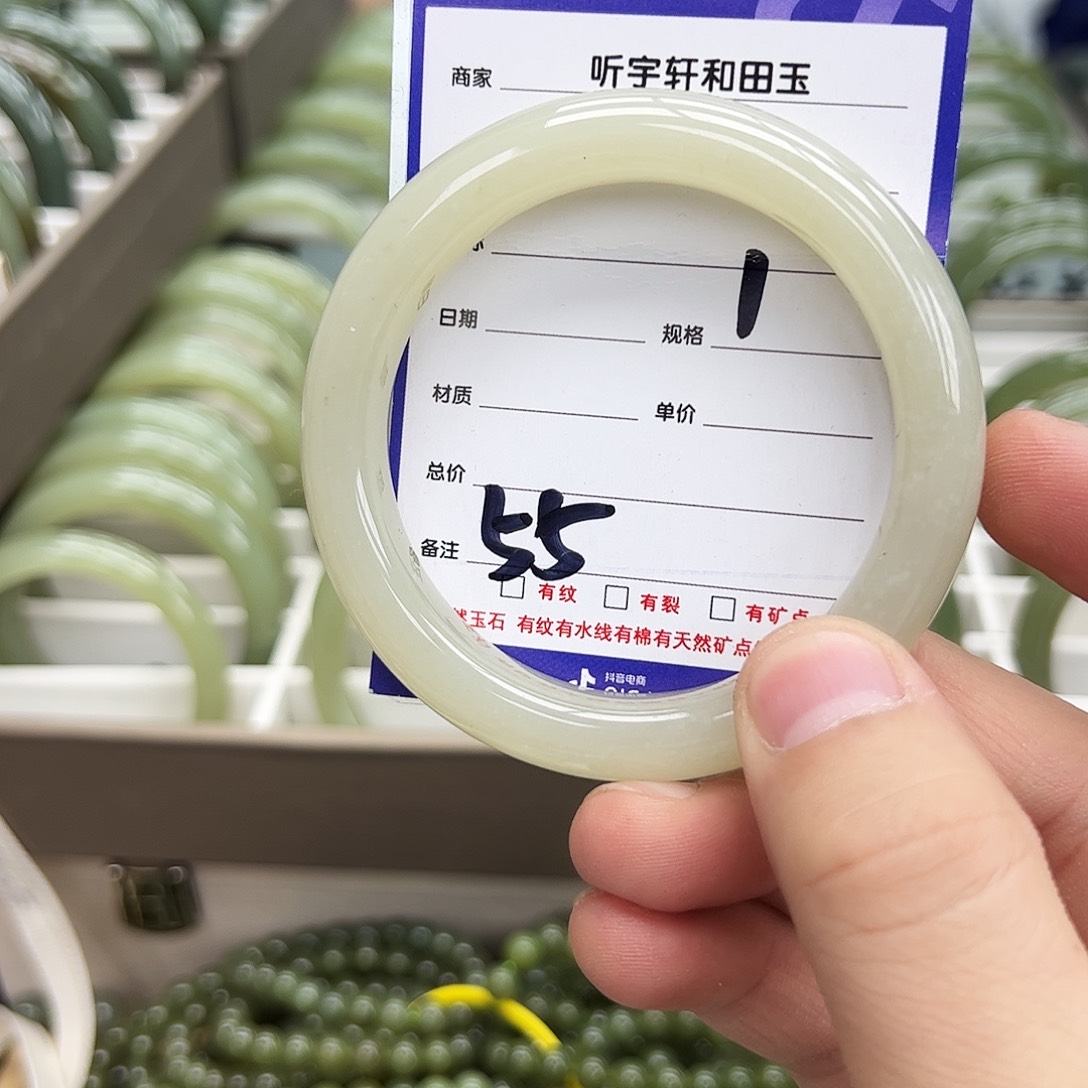 商家 听宇轩和田玉
1
日期 规格
材质 单价
总价
55
备注
有纹 有裂 有矿点
然玉石 有纹有水线有棉有天然矿点
抖音电商